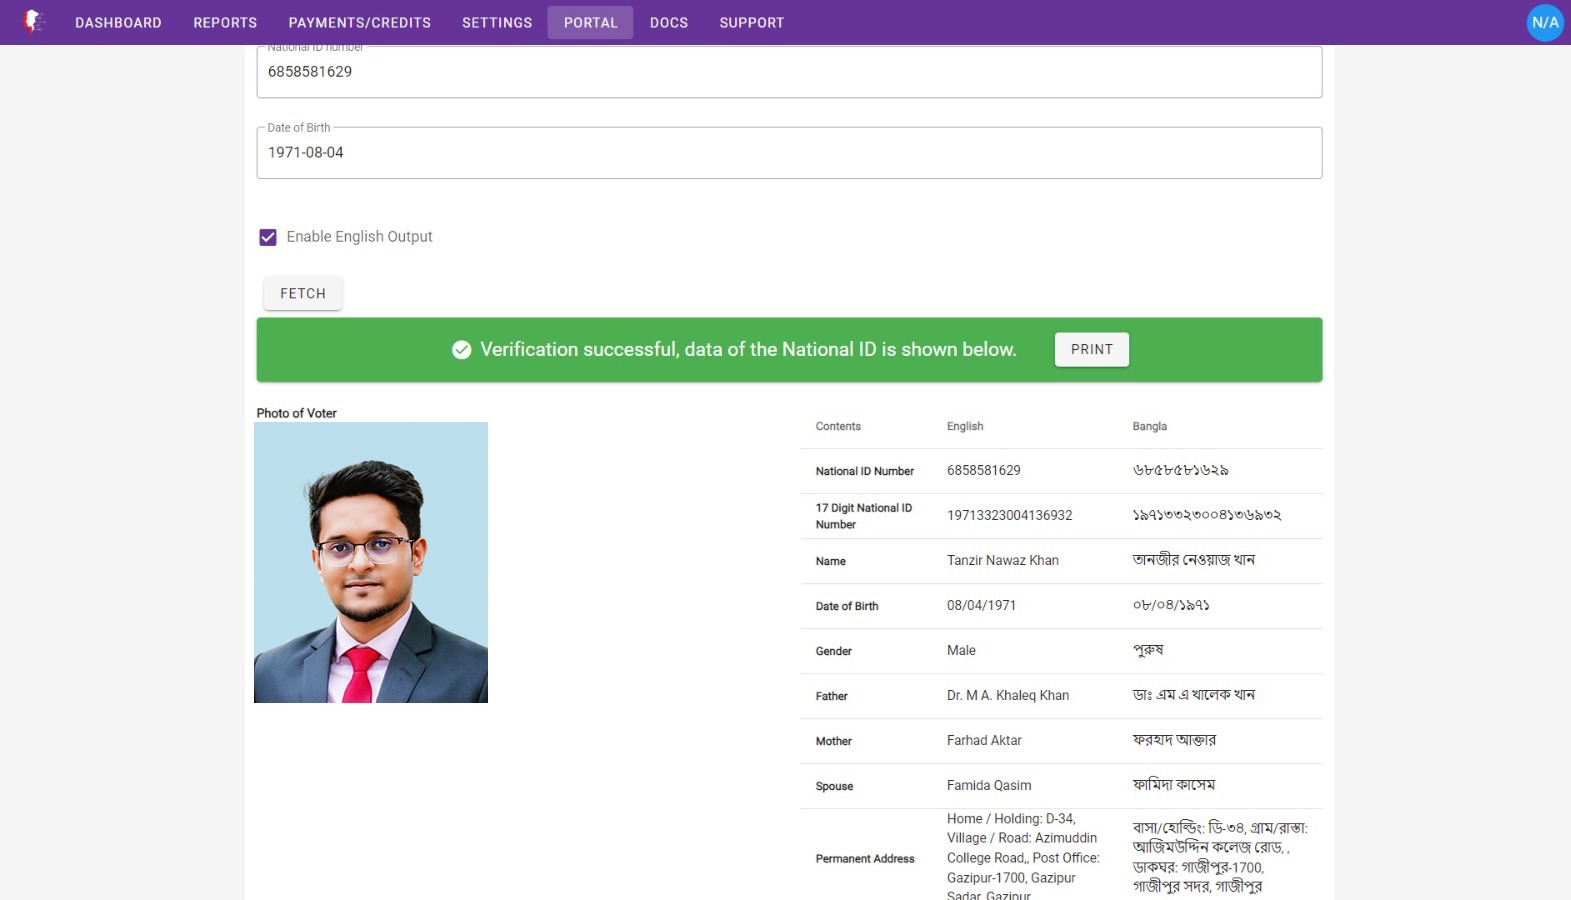 DASHBOARD REPORTS PAYMENTS/CREDITS SETTINGS PORTAL DOCS SUPPORT N/A
National ID number
6858581629
Date of Birth
1971-08-04
Enable English Output
FETCH
Verification successful, data of the National ID is shown below. PRINT
Photo of Voter
Contents English Bangla
National ID Number 6858581629 ৬৮৫৮৫৮১৬২৯
17 Digit National ID
Number 19713323004136932 ১৯৭১৩৩২৩০০৪১৩৬৯৩২
Name Tanzir Nawaz Khan তানজীর নেওয়াজ খান
Date of Birth 08/04/1971 ০৮/০৪/১৯৭১
Gender Male পুরুষ
Father Dr. M A. Khaleq Khan ডাঃ এম এ খালেক খান
Mother Farhad Aktar ফরহাদ আক্তার
Spouse Famida Qasim ফামিদা কাসেম
Permanent Address
Home / Holding: D-34,
Village / Road: Azimuddin
College Road,, Post Office:
Gazipur-1700, Gazipur
Sadar, Gazipur
বাসা/হোল্ডিং: ডি-৩৪, গ্রাম/রাস্তা:
আজিমউদ্দিন কলেজ রোড, ,
ডাকঘর: গাজীপুর-1700,
গাজীপুর সদর, গাজীপুর